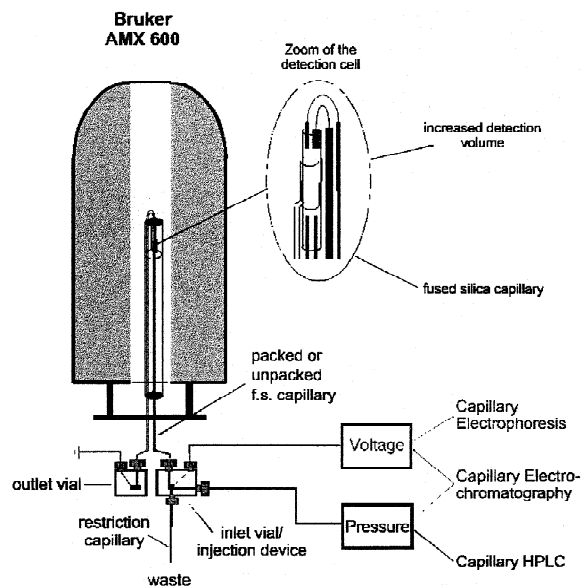 Bruker
AMX 600
Zoom of the
detection cell
increased detection
volume
fused silica capillary
packed or
unpacked
f.s. capillary
Capillary
Electrophoresis
Voltage
outlet vial
Capillary Electro-
chromatography
restriction
capillary
inlet vial/
injection device
Pressure
Capillary HPLC
waste